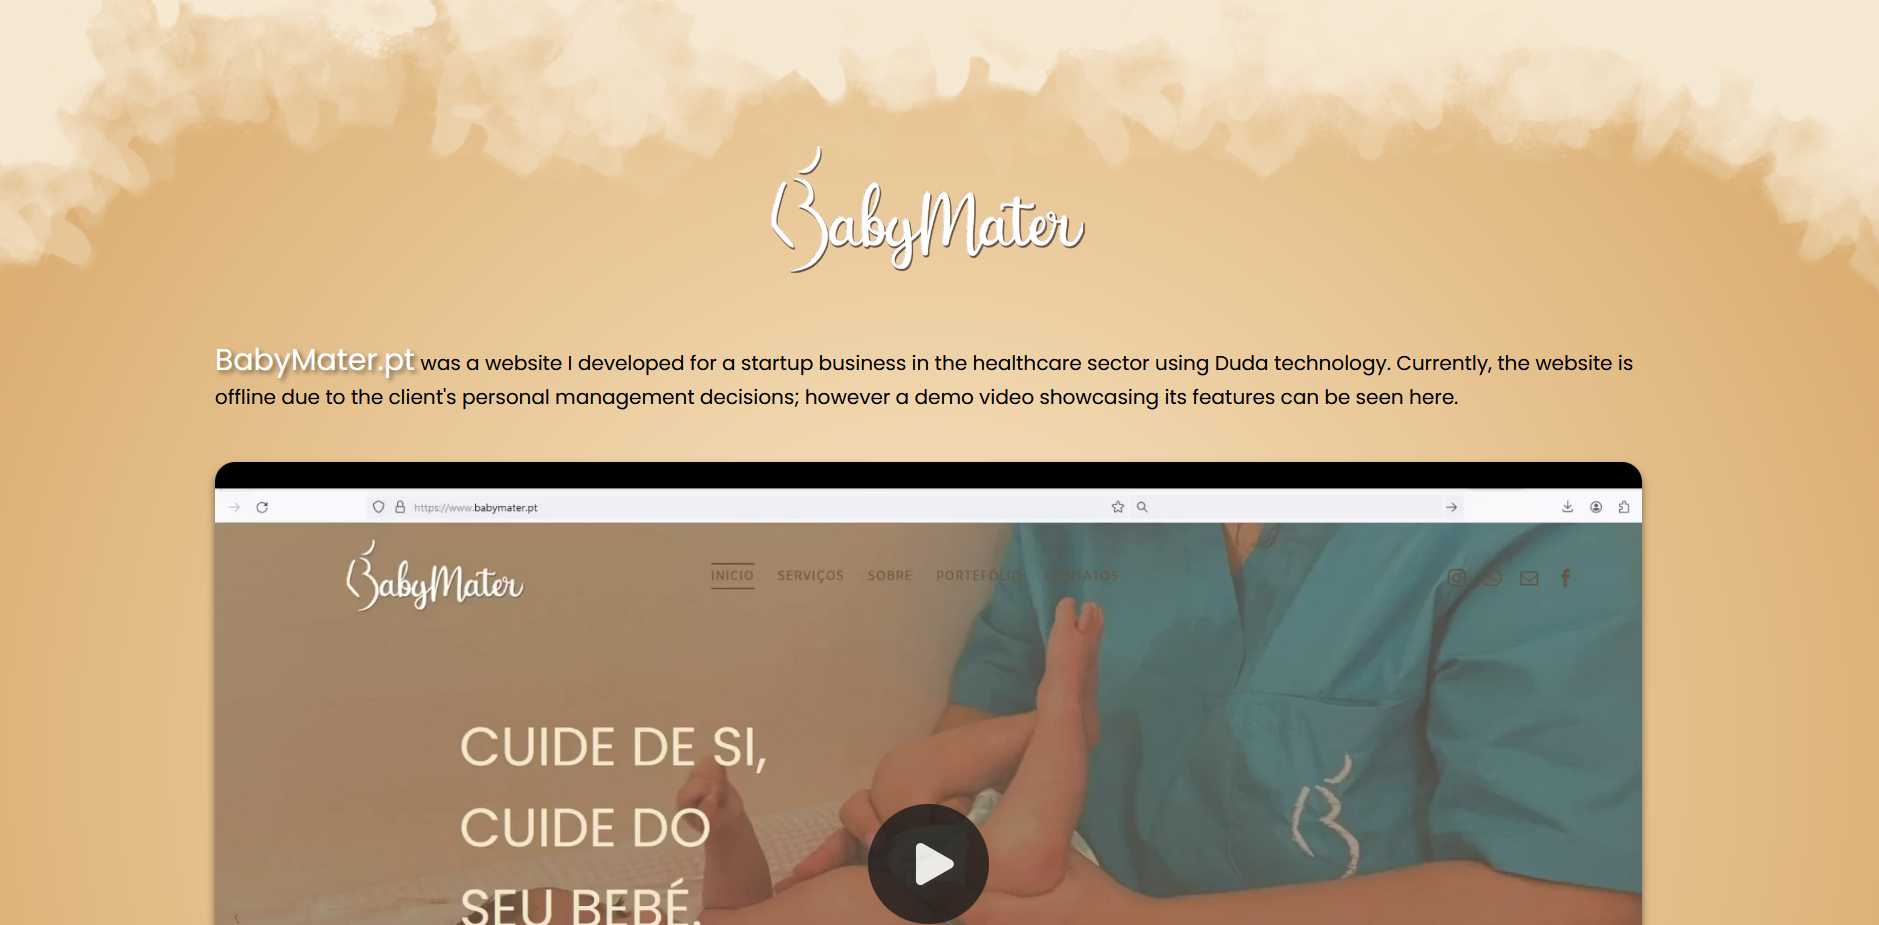 BabyMater
BabyMater.pt was a website I developed for a startup business in the healthcare sector using Duda technology. Currently, the website is
offline due to the client's personal management decisions; however a demo video showcasing its features can be seen here.
https://www.babymater.pt
BabyMater
INICIO SERVIÇOS SOBRE PORTEFÓLIO CONTATOS
CUIDE DE SI,
CUIDE DO
SEU BEBÉ.